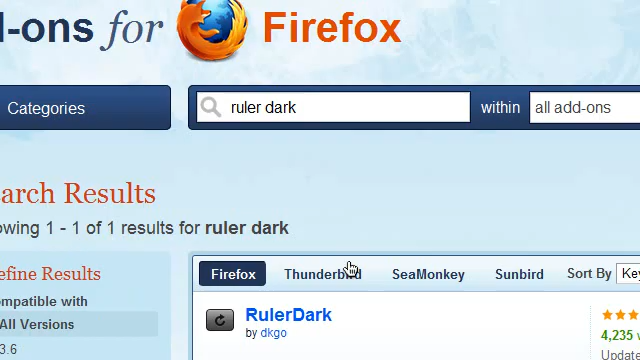 d-ons for Firefox
Categories
ruler dark
within
all add-ons
arch Results
owing 1 - 1 of 1 results for ruler dark
efine Results
ompatible with
All Versions
3.6
Firefox
Thunderbird
SeaMonkey
Sunbird
Sort By
Key
RulerDark
by dkgo
4,235 w
Update